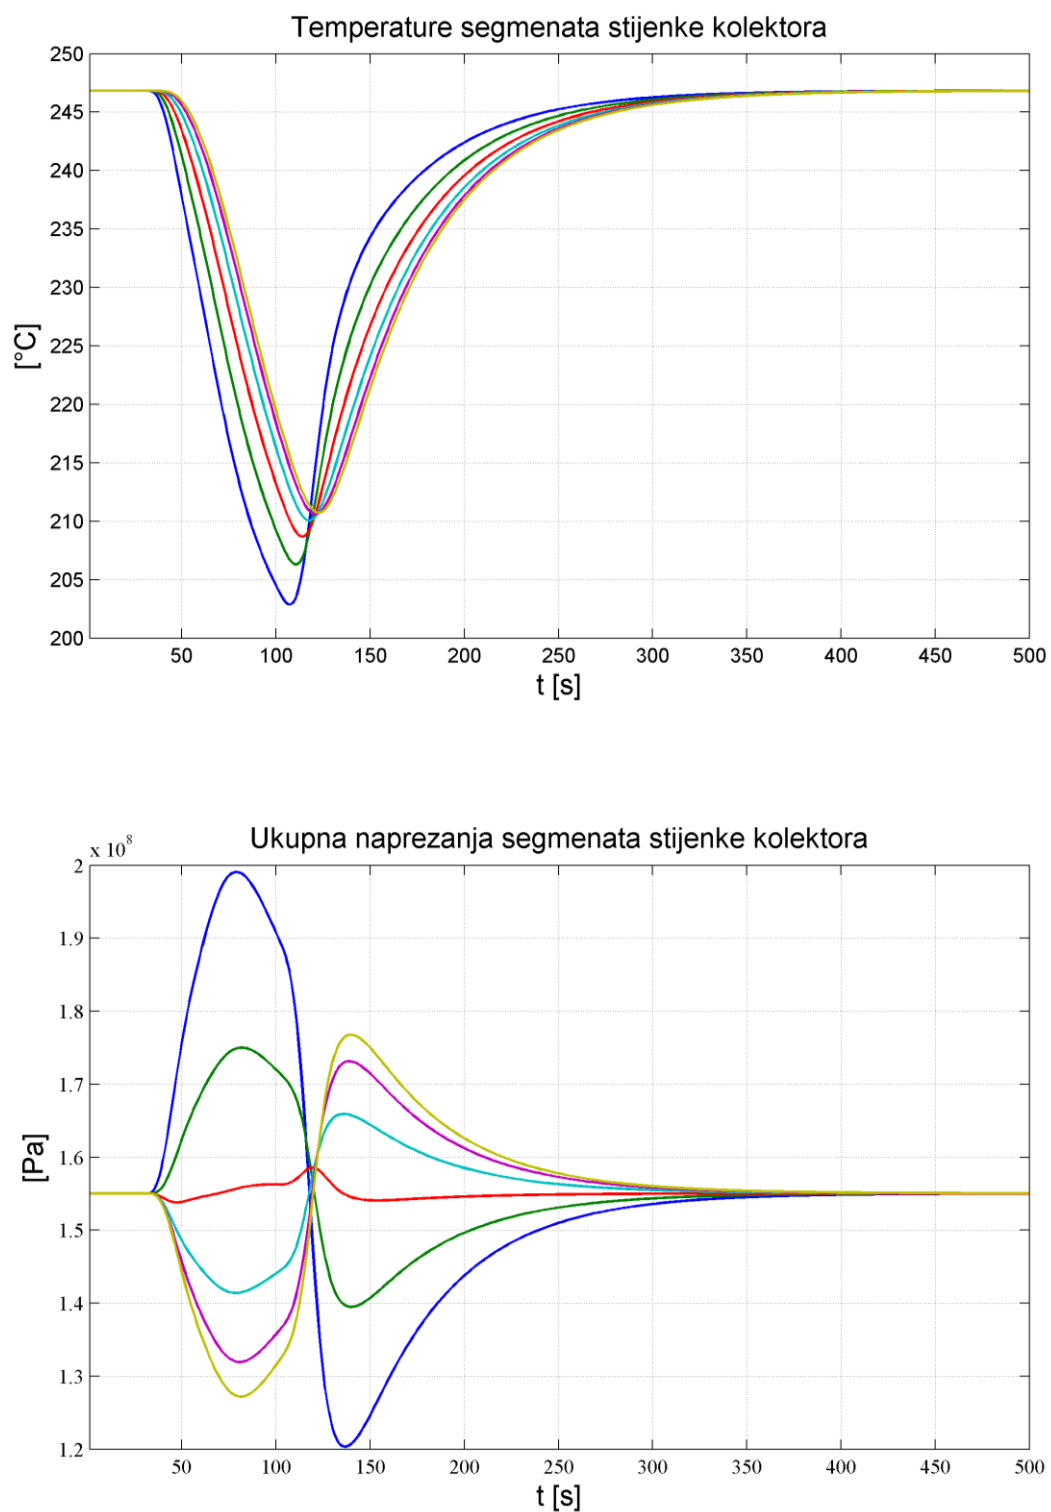 Temperature segmenata stijenke kolektora
250
245
240
235
230
225
220
215
210
205
200
[°C]
50 100 150 200 250 300 350 400 450 500
t [s]
Ukupna naprezanja segmenata stijenke kolektora
x 10⁸
2
1.9
1.8
1.7
1.6
1.5
1.4
1.3
1.2
[Pa]
50 100 150 200 250 300 350 400 450 500
t [s]